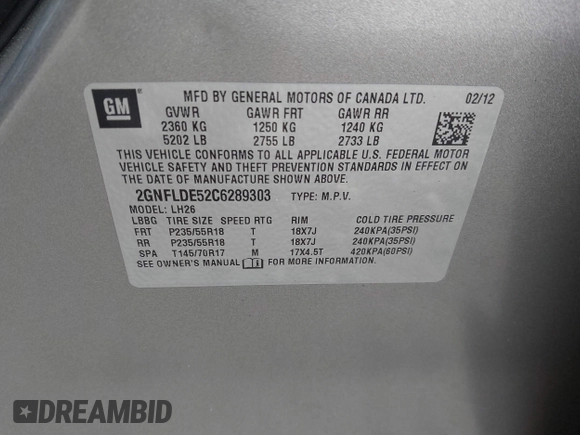 GM
MFD BY GENERAL MOTORS OF CANADA LTD. 02/12
GVWR GAWR FRT GAWR RR
2360 KG 1250 KG 1240 KG
5202 LB 2755 LB 2733 LB
THIS VEHICLE CONFORMS TO ALL APPLICABLE U.S. FEDERAL MOTOR
VEHICLE SAFETY AND THEFT PREVENTION STANDARDS IN EFFECT ON
THE DATE OF MANUFACTURE SHOWN ABOVE.
2GNFLDE52C6289303 TYPE: M.P.V.
MODEL: LH26
LBBG TIRE SIZE SPEED RTG RIM COLD TIRE PRESSURE
FRT P235/55R18 T 18X7J 240KPA(35PSI)
RR P235/55R18 T 18X7J 240KPA(35PSI)
SPA T145/70R17 M 17X4.5T 420KPA(60PSI)
SEE OWNER'S MANUAL FOR MORE INFORMATION.
DREAMBID